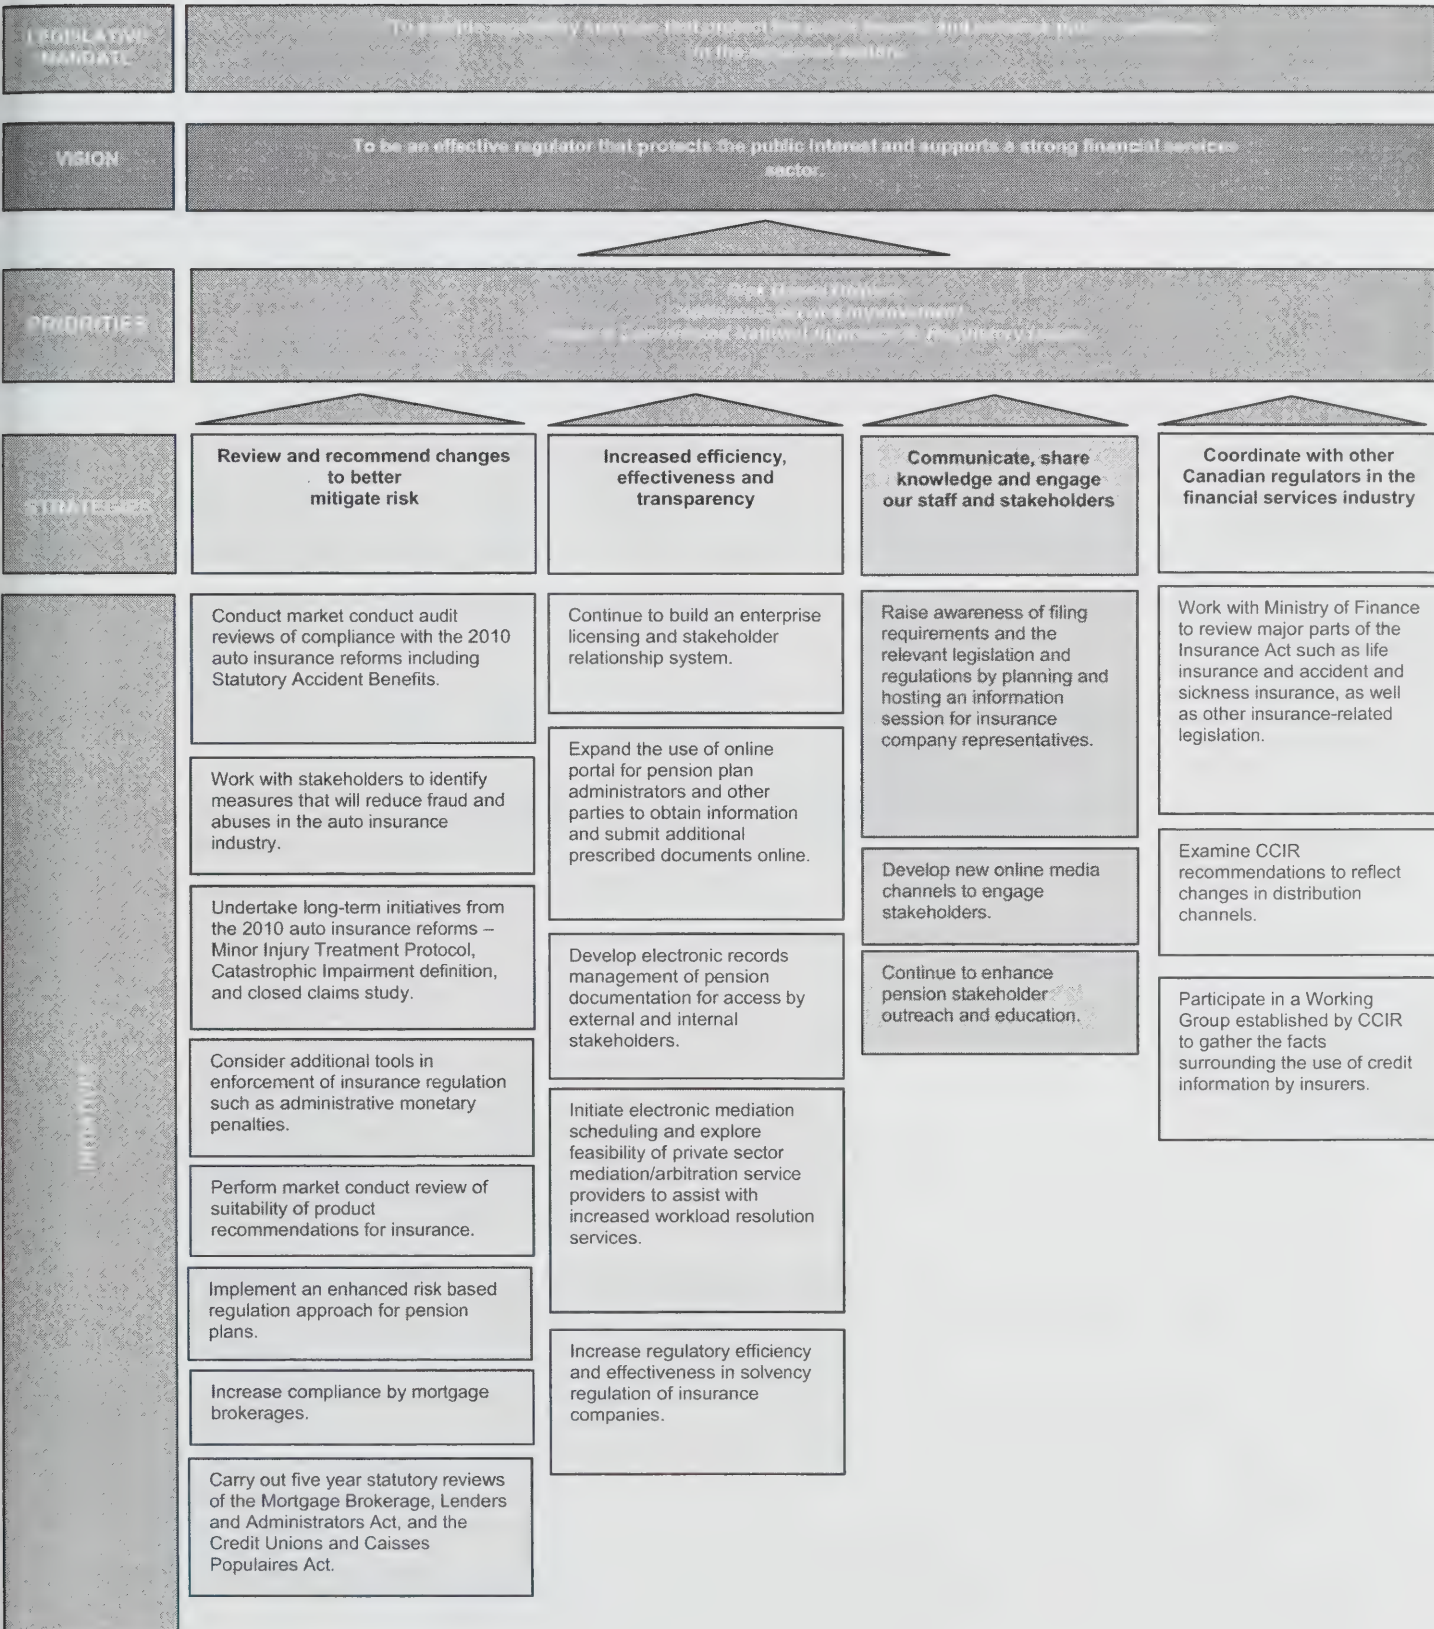 LEGISLATIVE
MANDATE
in the
VISION
To be an effective regulator that protects the public interest and supports a strong financial services
sector.
PRIORITIES
STRATEGIES
Review and recommend changes
to better
mitigate risk
Increased efficiency,
effectiveness and
transparency
Communicate, share
knowledge and engage
our staff and stakeholders
Coordinate with other
Canadian regulators in the
financial services industry
Conduct market conduct audit
reviews of compliance with the 2010
auto insurance reforms including
Statutory Accident Benefits.
Work with stakeholders to identify
measures that will reduce fraud and
abuses in the auto insurance
industry.
Undertake long-term initiatives from
the 2010 auto insurance reforms –
Minor Injury Treatment Protocol,
Catastrophic Impairment definition,
and closed claims study.
Consider additional tools in
enforcement of insurance regulation
such as administrative monetary
penalties.
Perform market conduct review of
suitability of product
recommendations for insurance.
Implement an enhanced risk based
regulation approach for pension
plans.
Increase compliance by mortgage
brokerages.
Carry out five year statutory reviews
of the Mortgage Brokerage, Lenders
and Administrators Act, and the
Credit Unions and Caisses
Populaires Act.
Continue to build an enterprise
licensing and stakeholder
relationship system.
Expand the use of online
portal for pension plan
administrators and other
parties to obtain information
and submit additional
prescribed documents online.
Develop electronic records
management of pension
documentation for access by
external and internal
stakeholders.
Initiate electronic mediation
scheduling and explore
feasibility of private sector
mediation/arbitration service
providers to assist with
increased workload resolution
services.
Increase regulatory efficiency
and effectiveness in solvency
regulation of insurance
companies.
Raise awareness of filing
requirements and the
relevant legislation and
regulations by planning and
hosting an information
session for insurance
company representatives.
Develop new online media
channels to engage
stakeholders.
Continue to enhance
pension stakeholder
outreach and education.
Work with Ministry of Finance
to review major parts of the
Insurance Act such as life
insurance and accident and
sickness insurance, as well
as other insurance-related
legislation.
Examine CCIR
recommendations to reflect
changes in distribution
channels.
Participate in a Working
Group established by CCIR
to gather the facts
surrounding the use of credit
information by insurers.